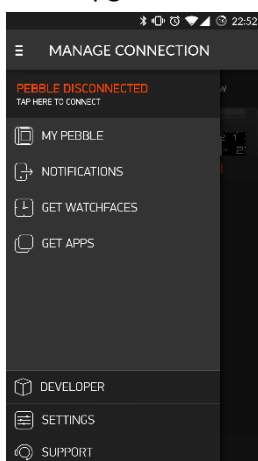 22:52
MANAGE CONNECTION
PEBBLE DISCONNECTED
TAP HERE TO CONNECT
MY PEBBLE
NOTIFICATIONS
GET WATCHFACES
GET APPS
DEVELOPER
SETTINGS
SUPPORT